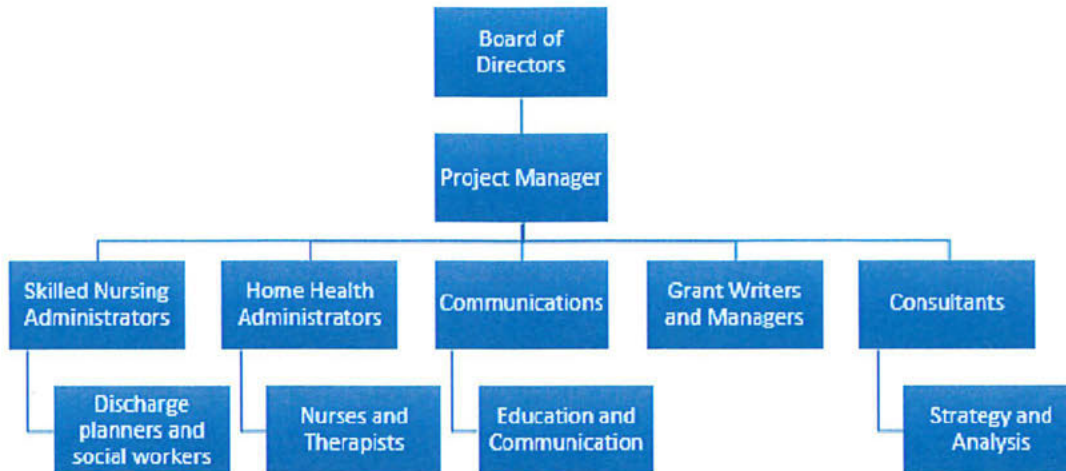 Board of
Directors
Project Manager
Skilled Nursing
Administrators
Home Health
Administrators
Communications
Grant Writers
and Managers
Consultants
Discharge
planners and
social workers
Nurses and
Therapists
Education and
Communication
Strategy and
Analysis